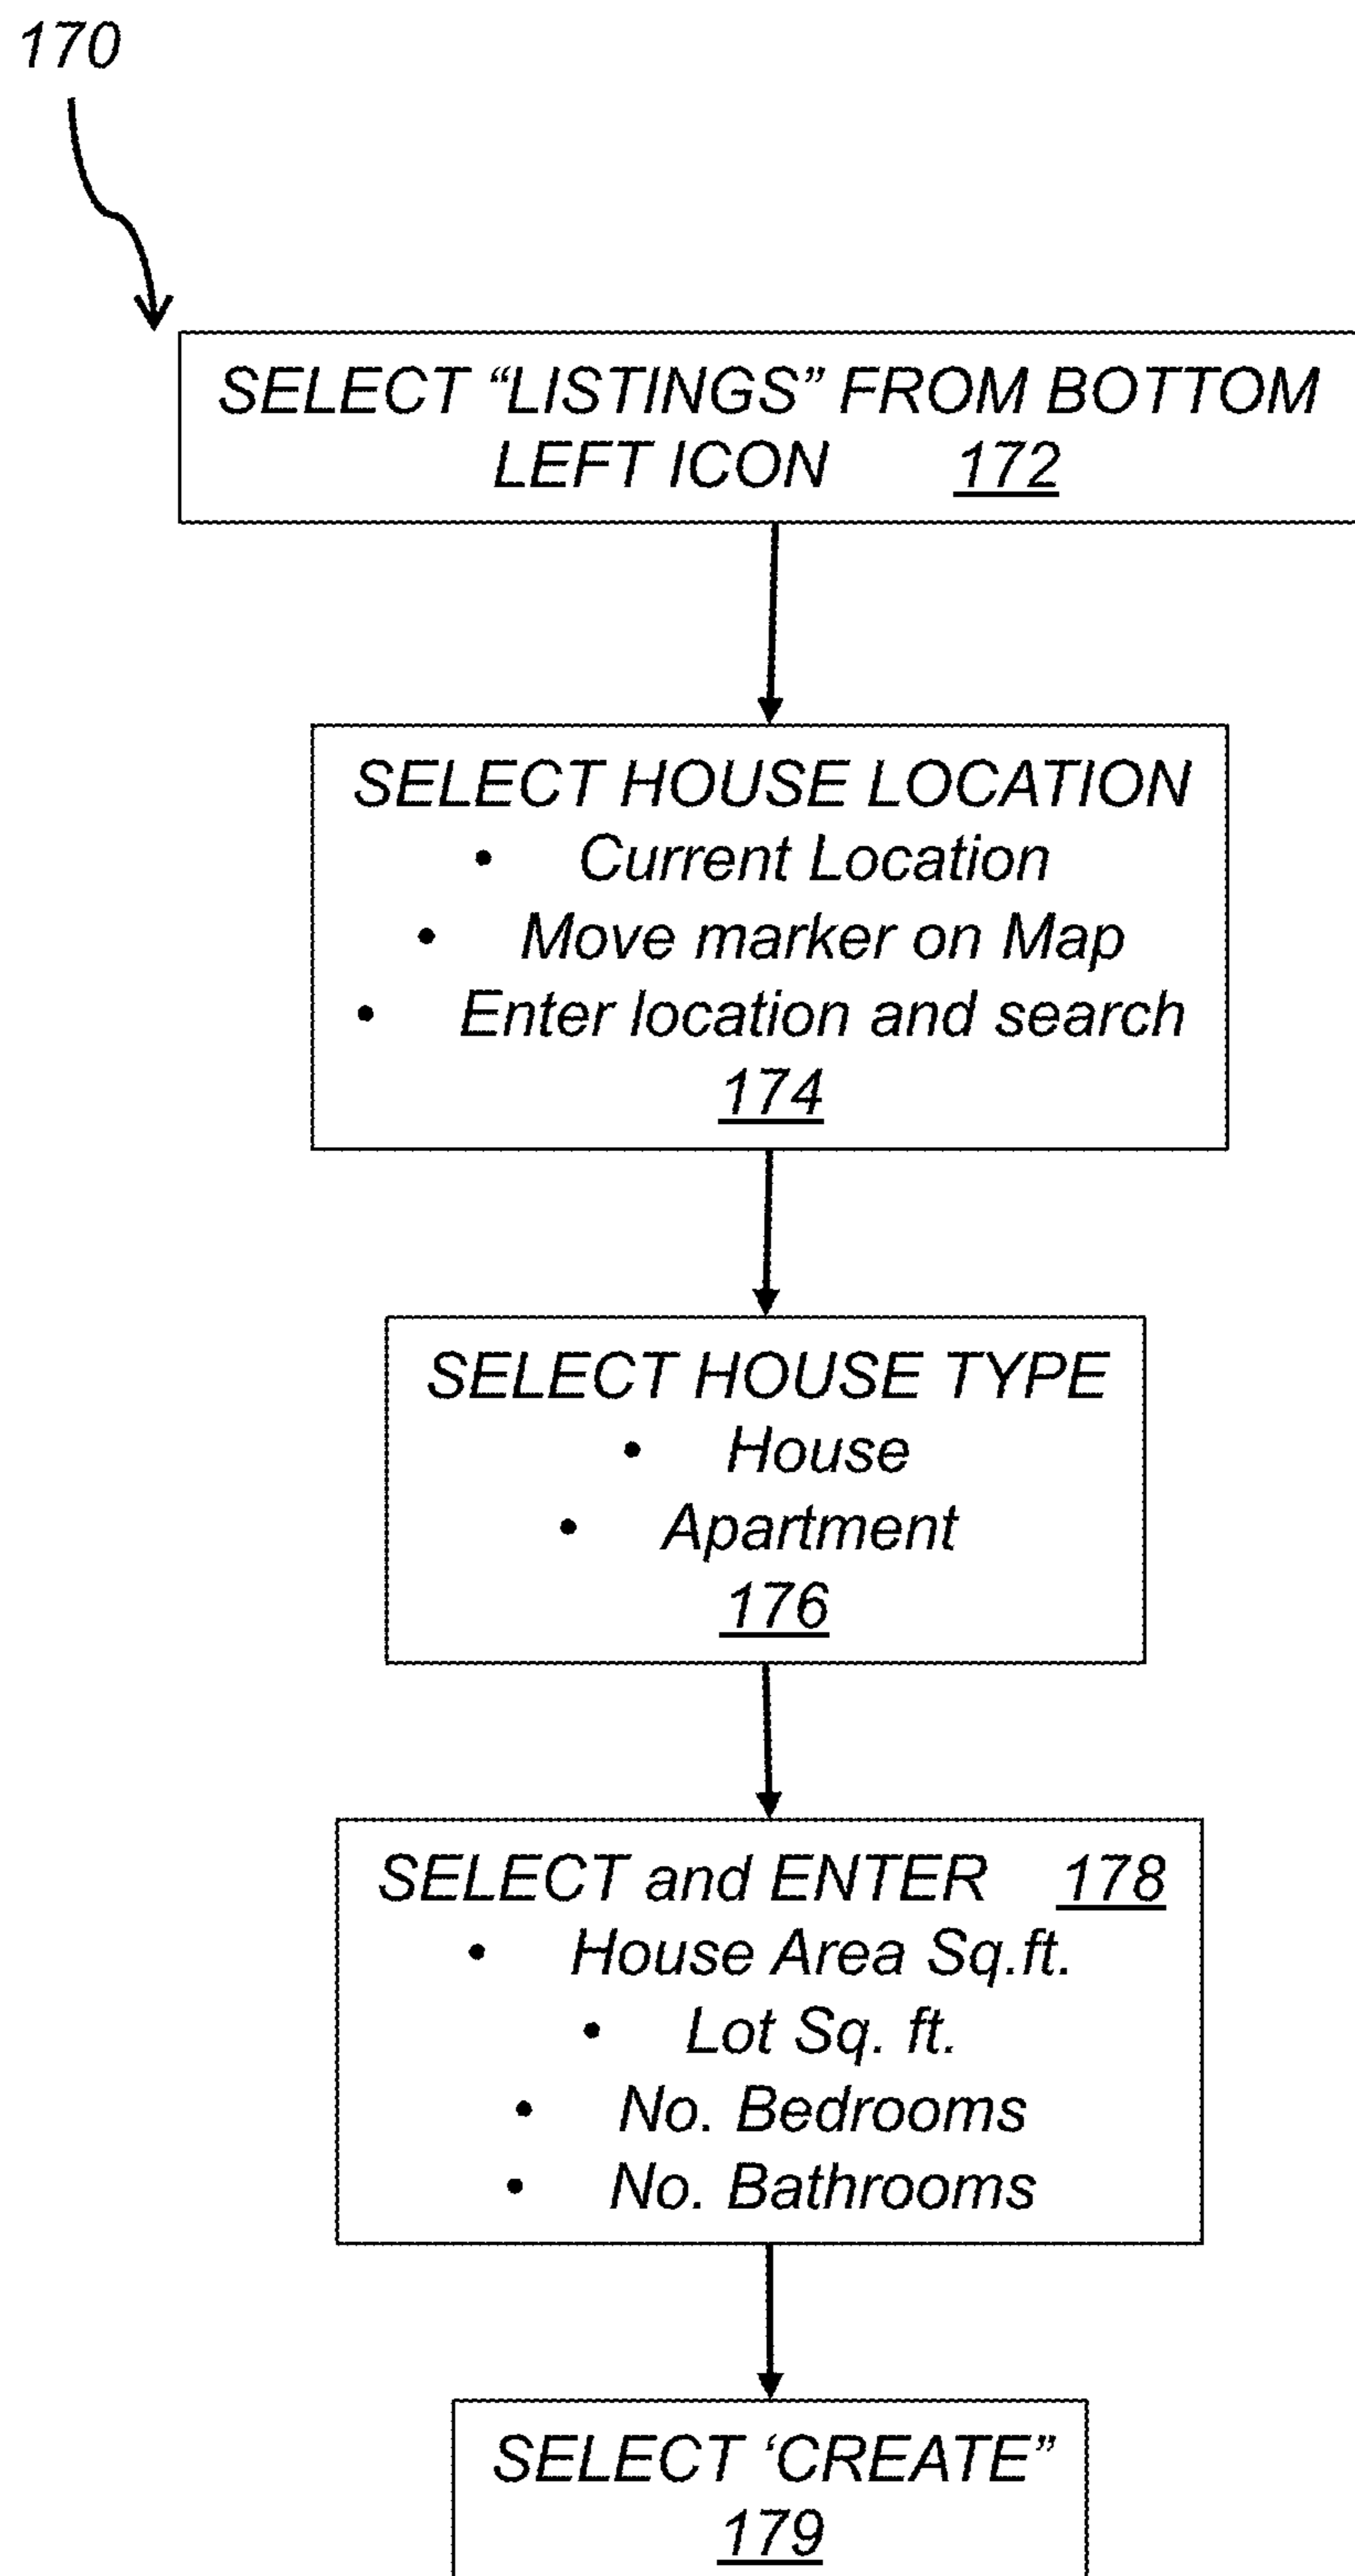 170
SELECT “LISTINGS” FROM BOTTOM
LEFT ICON 172
SELECT HOUSE LOCATION
• Current Location
• Move marker on Map
• Enter location and search
174
SELECT HOUSE TYPE
• House
• Apartment
176
SELECT and ENTER 178
• House Area Sq.ft.
• Lot Sq. ft.
• No. Bedrooms
• No. Bathrooms
SELECT ‘CREATE”
179